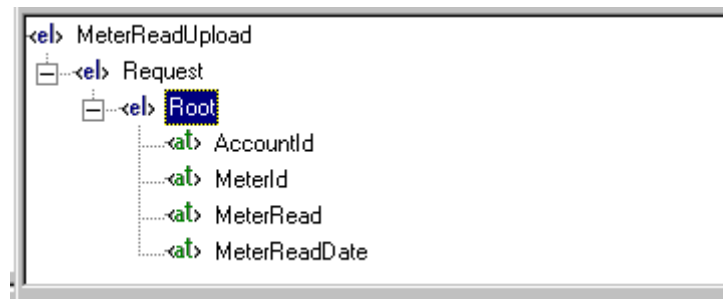 <el> MeterReadUpload
<el> Request
<el> Root
<at> AccountId
<at> MeterId
<at> MeterRead
<at> MeterReadDate